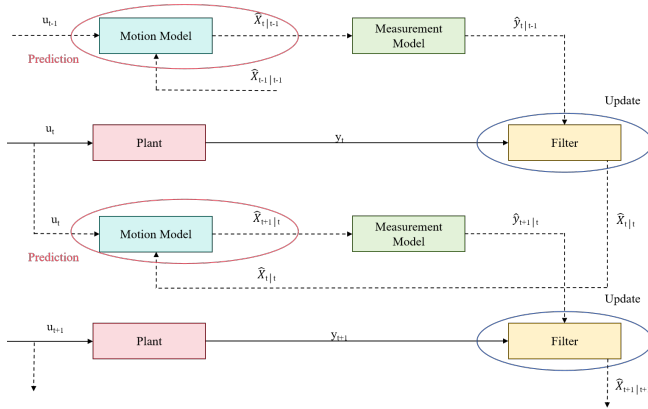 u_{t-1}
X̂_{t|t-1}
ŷ_{t|t-1}
Motion Model
Measurement
Model
Prediction
X̂_{t-1|t-1}
Update
u_t
Plant
y_t
Filter
u_t
X̂_{t+1|t}
ŷ_{t+1|t}
X̂_{t|t}
Motion Model
Measurement
Model
Prediction
X̂_{t|t}
Update
u_{t+1}
Plant
y_{t+1}
Filter
X̂_{t+1|t+